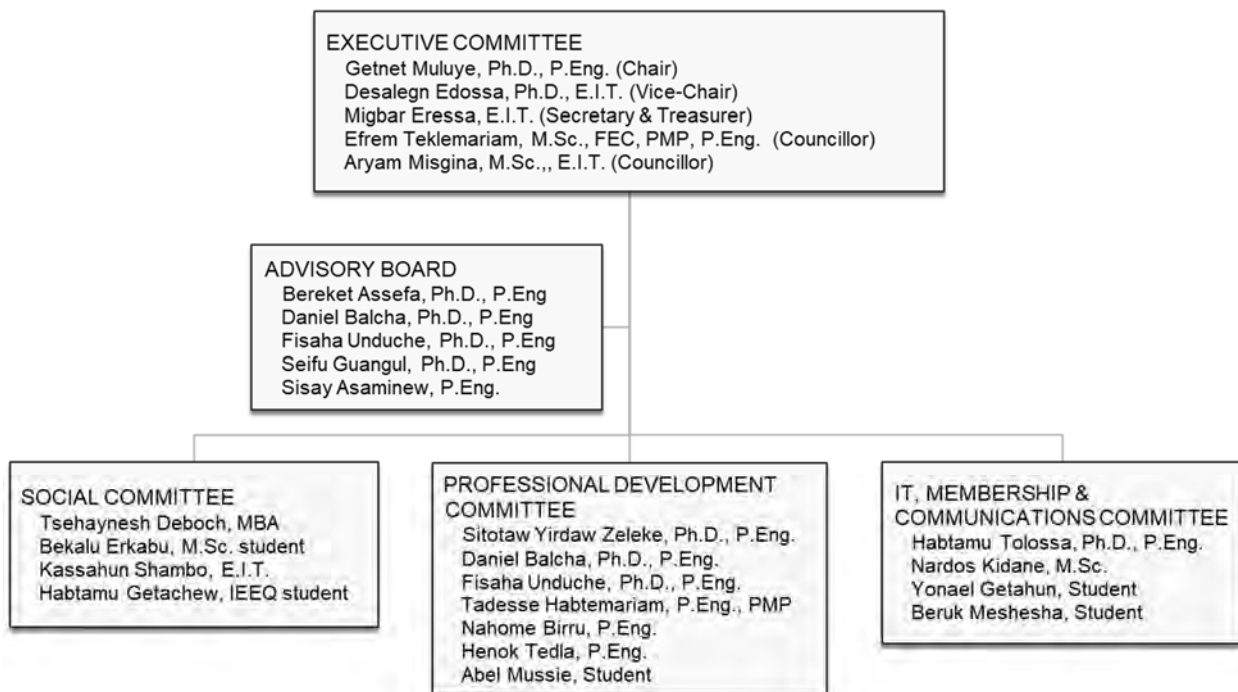 EXECUTIVE COMMITTEE
Getnet Muluye, Ph.D., P.Eng. (Chair)
Desalegn Edossa, Ph.D., E.I.T. (Vice-Chair)
Migbar Eressa, E.I.T. (Secretary & Treasurer)
Efrem Teklemariam, M.Sc., FEC, PMP, P.Eng. (Councillor)
Aryam Misgina, M.Sc.,, E.I.T. (Councillor)
ADVISORY BOARD
Bereket Assefa, Ph.D., P.Eng
Daniel Balcha, Ph.D., P.Eng
Fisaha Unduche, Ph.D., P.Eng
Seifu Guangul, Ph.D., P.Eng
Sisay Asaminew, P.Eng.
SOCIAL COMMITTEE
Tsehaynesh Deboch, MBA
Bekalu Erkabu, M.Sc. student
Kassahun Shambo, E.I.T.
Habtamu Getachew, IEEQ student
PROFESSIONAL DEVELOPMENT
COMMITTEE
Sitotaw Yirdaw Zeleke, Ph.D., P.Eng.
Daniel Balcha, Ph.D., P.Eng.
Fisaha Unduche, Ph.D., P.Eng.
Tadesse Habtemariam, P.Eng., PMP
Nahome Birru, P.Eng.
Henok Tedla, P.Eng.
Abel Mussie, Student
IT, MEMBERSHIP &
COMMUNICATIONS COMMITTEE
Habtamu Tolossa, Ph.D., P.Eng.
Nardos Kidane, M.Sc.
Yonael Getahun, Student
Beruk Meshesha, Student